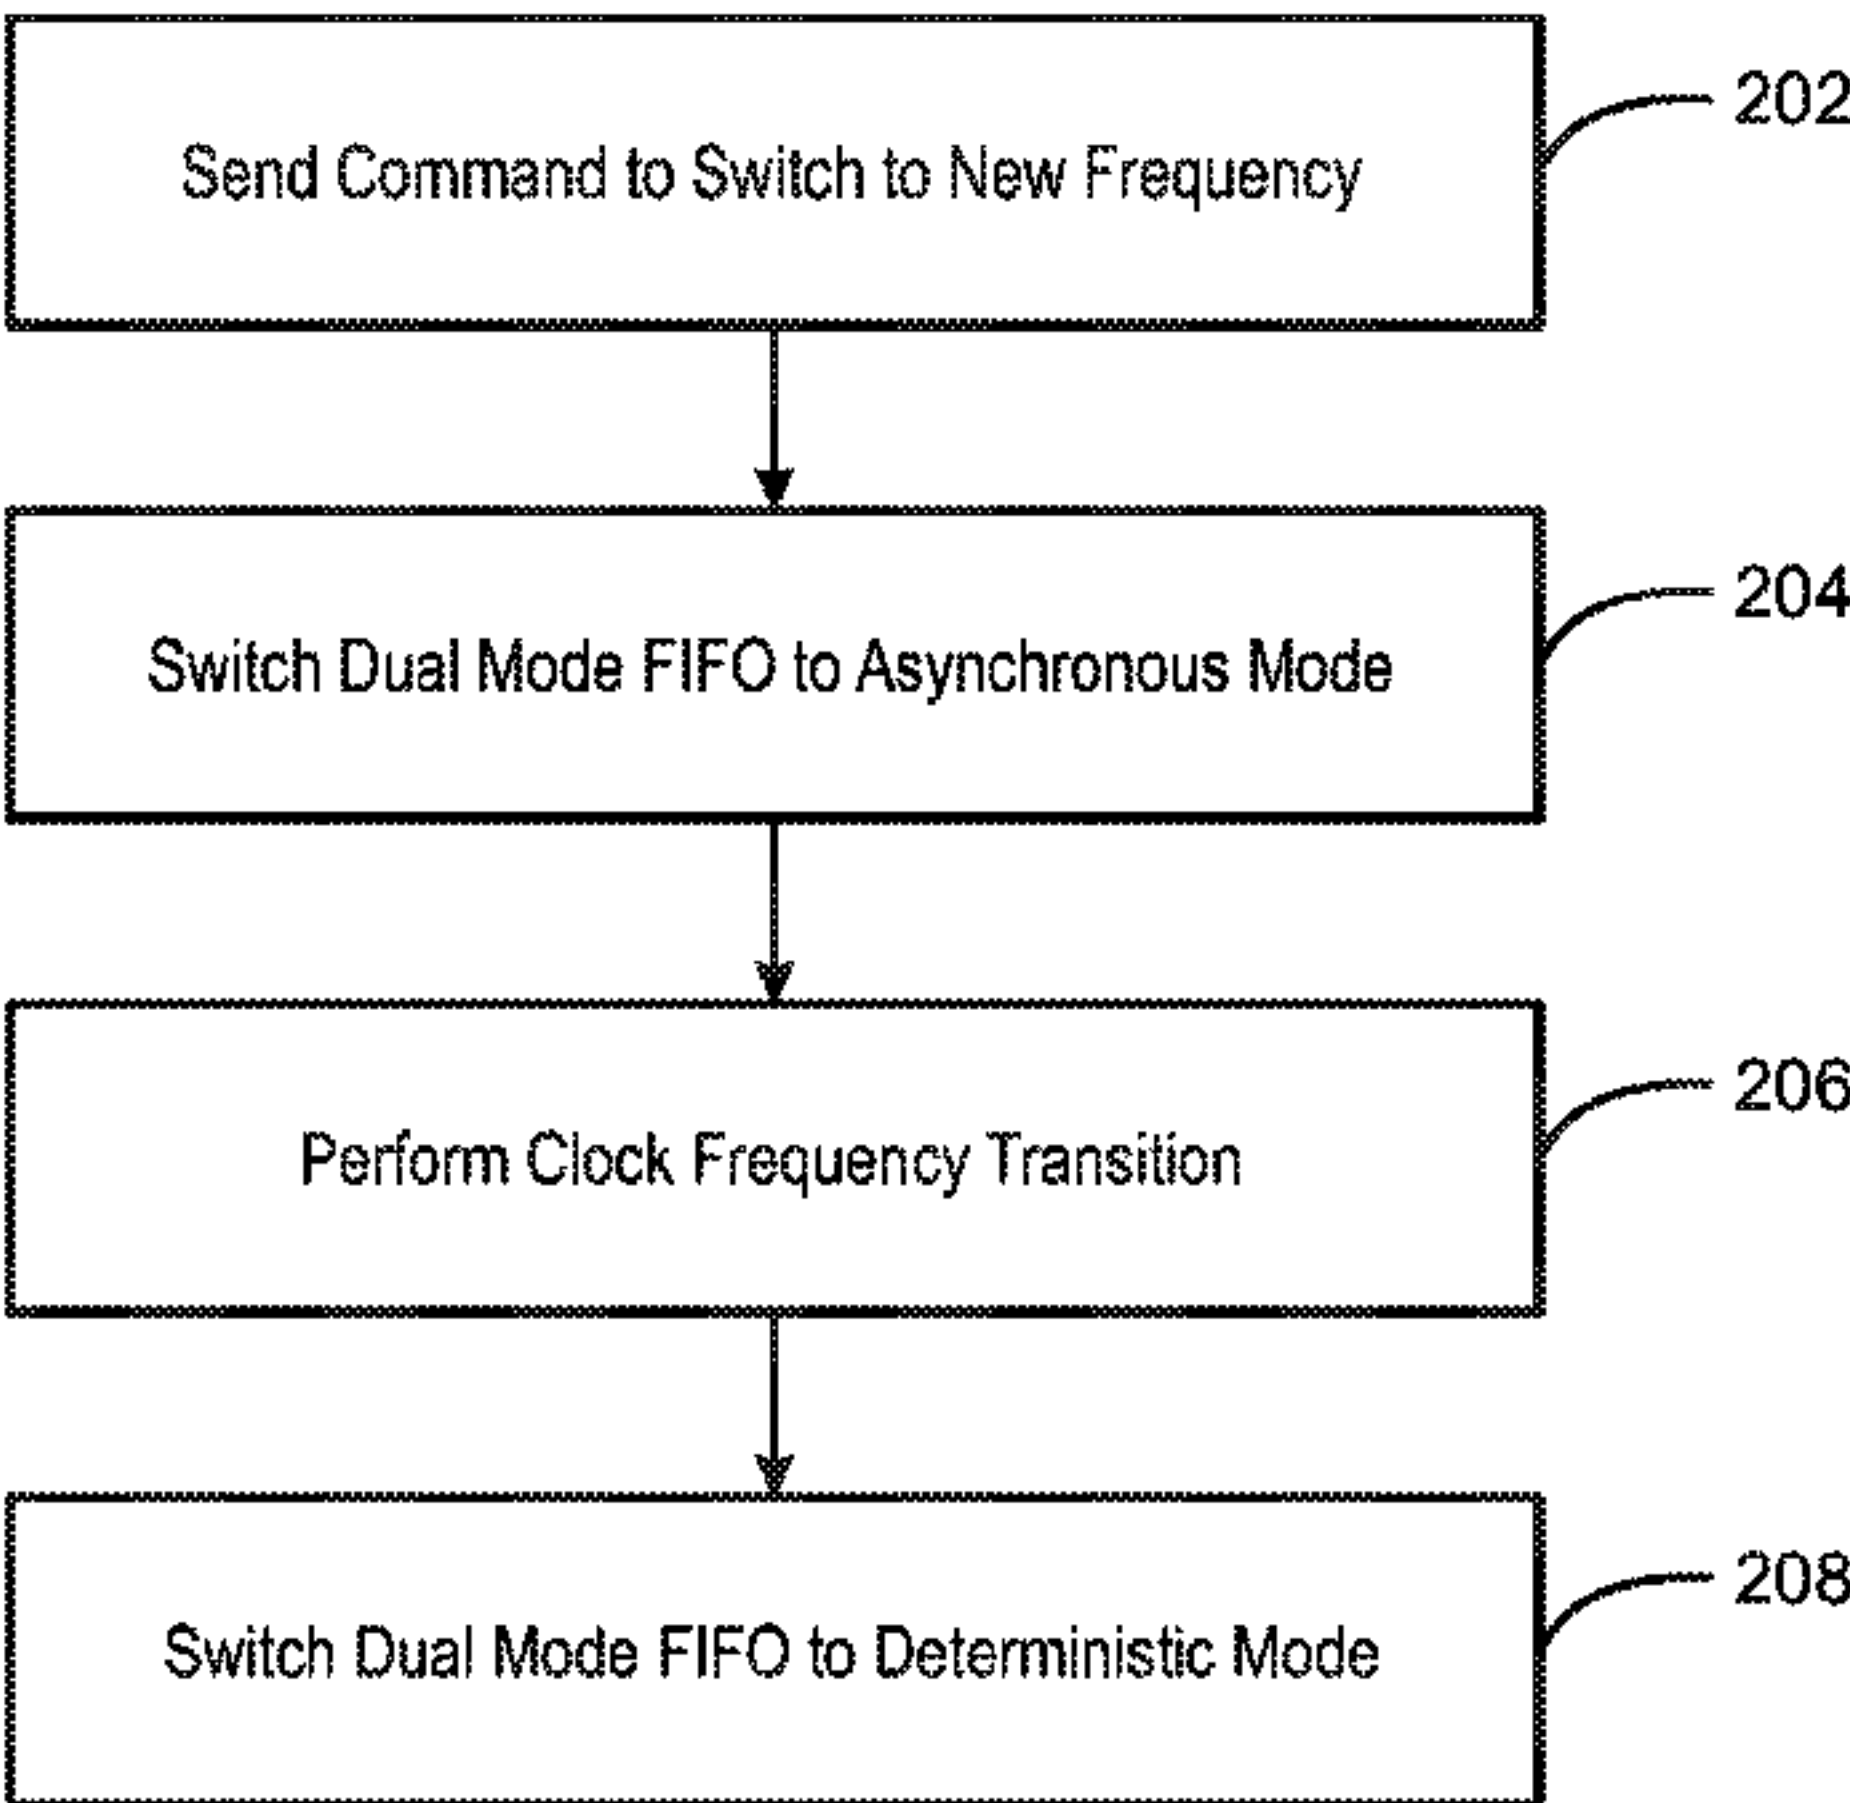 Send Command to Switch to New Frequency
202
Switch Dual Mode FIFO to Asynchronous Mode
204
Perform Clock Frequency Transition
206
Switch Dual Mode FIFO to Deterministic Mode
208